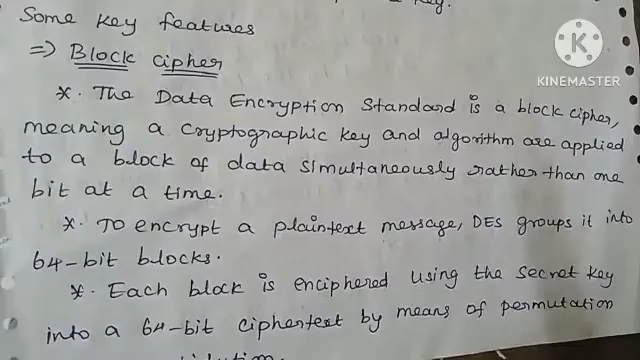 Key.
Some Key features
=> Block cipher
*. The Data Encryption Standard is a block cipher,
meaning a cryptographic key and algorithm are applied
to a block of data simultaneously rather than one
bit at a time.
*. To encrypt a plaintext message, DES groups it into
64-bit blocks.
*. Each block is enciphered using the secret key
into a 64-bit ciphertext by means of permutation
K
KINEMASTER